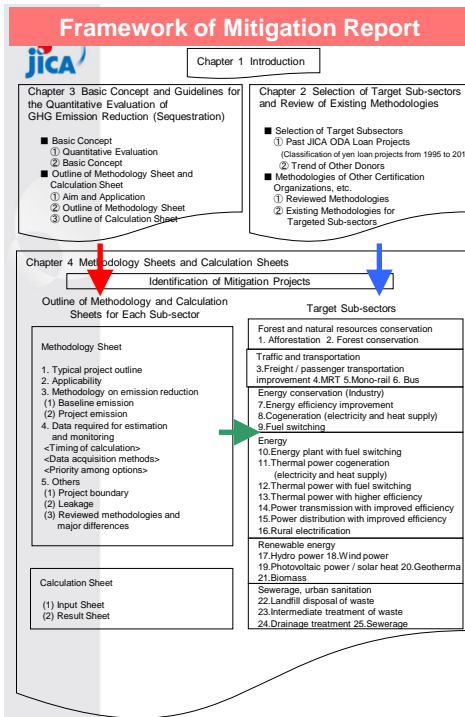 Framework of Mitigation Report
jICA
Chapter 1 Introduction
Chapter 3 Basic Concept and Guidelines for
the Quantitative Evaluation of
GHG Emission Reduction (Sequestration)
■ Basic Concept
① Quantitative Evaluation
② Basic Concept
■ Outline of Methodology Sheet and
Calculation Sheet
① Aim and Application
② Outline of Methodology Sheet
③ Outline of Calculation Sheet
Chapter 2 Selection of Target Sub-sectors
and Review of Existing Methodologies
■ Selection of Target Subsectors
① Past JICA ODA Loan Projects
(Classification of yen loan projects from 1995 to 201
② Trend of Other Donors
■ Methodologies of Other Certification
Organizations, etc.
① Reviewed Methodologies
② Existing Methodologies for
Targeted Sub-sectors
Chapter 4 Methodology Sheets and Calculation Sheets
Identification of Mitigation Projects
Outline of Methodology and Calculation
Sheets for Each Sub-sector
Methodology Sheet
1. Typical project outline
2. Applicability
3. Methodology on emission reduction
(1) Baseline emission
(2) Project emission
4. Data required for estimation
and monitoring
<Timing of calculation>
<Data acquisition methods>
<Priority among options>
5. Others
(1) Project boundary
(2) Leakage
(3) Reviewed methodologies and
major differences
Calculation Sheet
(1) Input Sheet
(2) Result Sheet
Target Sub-sectors
Forest and natural resources conservation
1. Afforestation 2. Forest conservation
Traffic and transportation
3.Freight / passenger transportation
improvement 4.MRT 5.Mono-rail 6. Bus
Energy conservation (Industry)
7.Energy efficiency improvement
8.Cogeneration (electricity and heat supply)
9.Fuel switching
Energy
10.Energy plant with fuel switching
11.Thermal power cogeneration
(electricity and heat supply)
12.Thermal power with fuel switching
13.Thermal power with higher efficiency
14.Power transmission with improved efficiency
15.Power distribution with improved efficiency
16.Rural electrification
Renewable energy
17.Hydro power 18.Wind power
19.Photovoltaic power / solar heat 20.Geotherma
21.Biomass
Sewerage, urban sanitation
22.Landfill disposal of waste
23.Intermediate treatment of waste
24.Drainage treatment 25.Sewerage